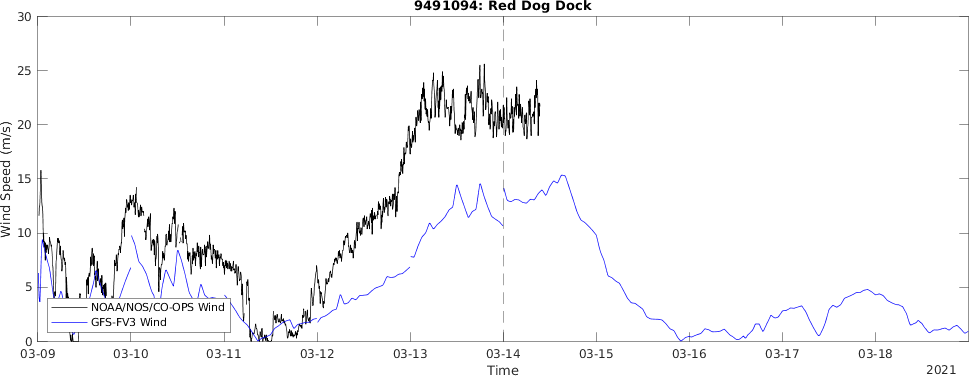 9491094: Red Dog Dock
30
25
20
15
10
5
0
Wind Speed (m/s)
NOAA/NOS/CO-OPS Wind
GFS-FV3 Wind
03-09 03-10 03-11 03-12 03-13 03-14 03-15 03-16 03-17 03-18
Time
2021